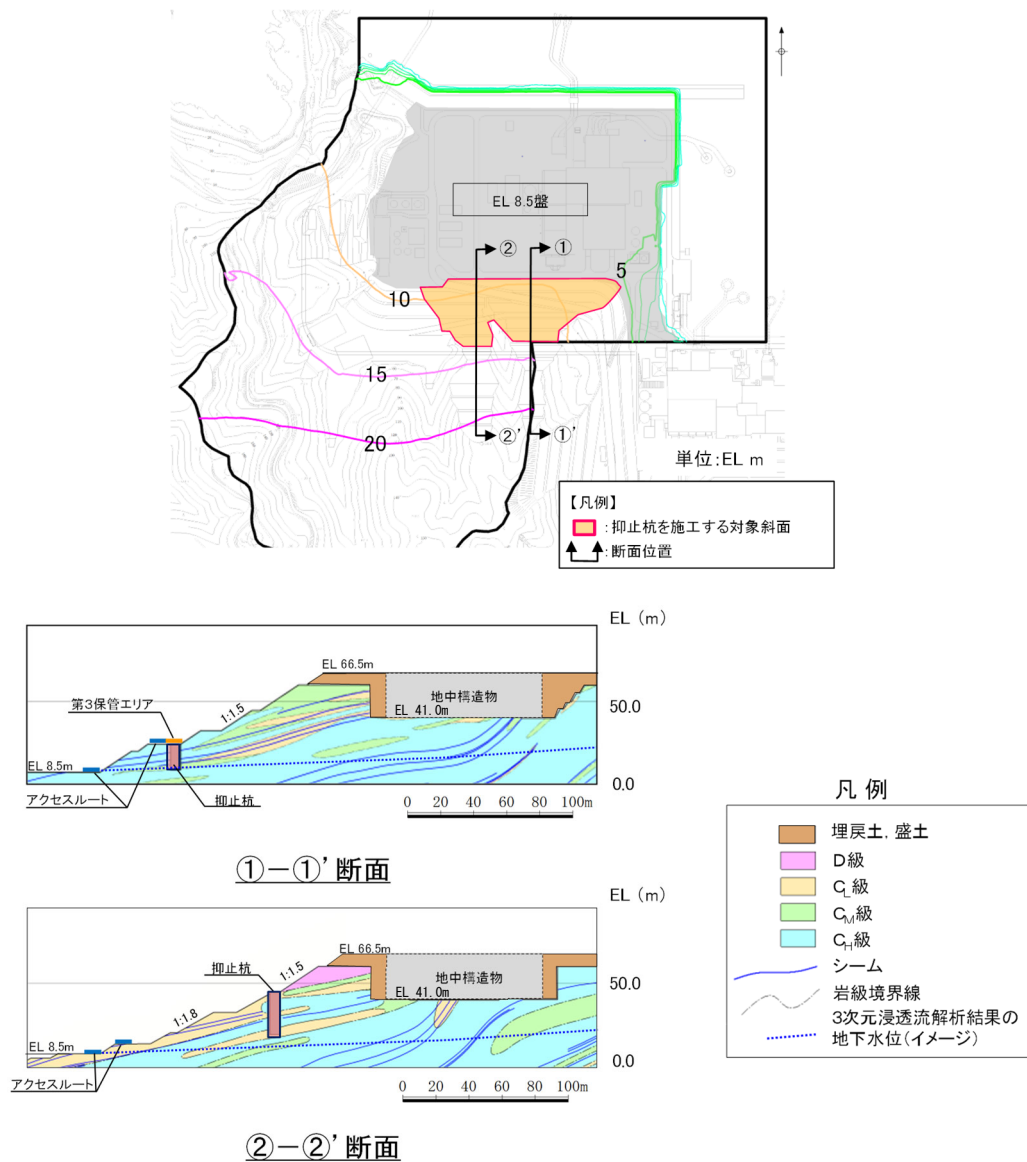 EL 8.5盤
②
①
5
10
15
20
②’
①’
単位:EL m
【凡例】
:抑止杭を施工する対象斜面
:断面位置
EL（m）
EL 66.5m
地中構造物
50.0
第3保管エリア
1:1.5
EL 41.0m
EL 8.5m
0.0
アクセスルート
抑止杭
0 20 40 60 80 100m
①－①’断面
凡 例
埋戻土，盛土
D級
CL級
CM級
CH級
シーム
岩級境界線
3次元浸透流解析結果の
地下水位(イメージ)
EL（m）
抑止杭
EL 66.5m
1:1.5
地中構造物
50.0
EL 41.0m
1:1.8
EL 8.5m
0.0
アクセスルート
0 20 40 60 80 100m
②－②’断面